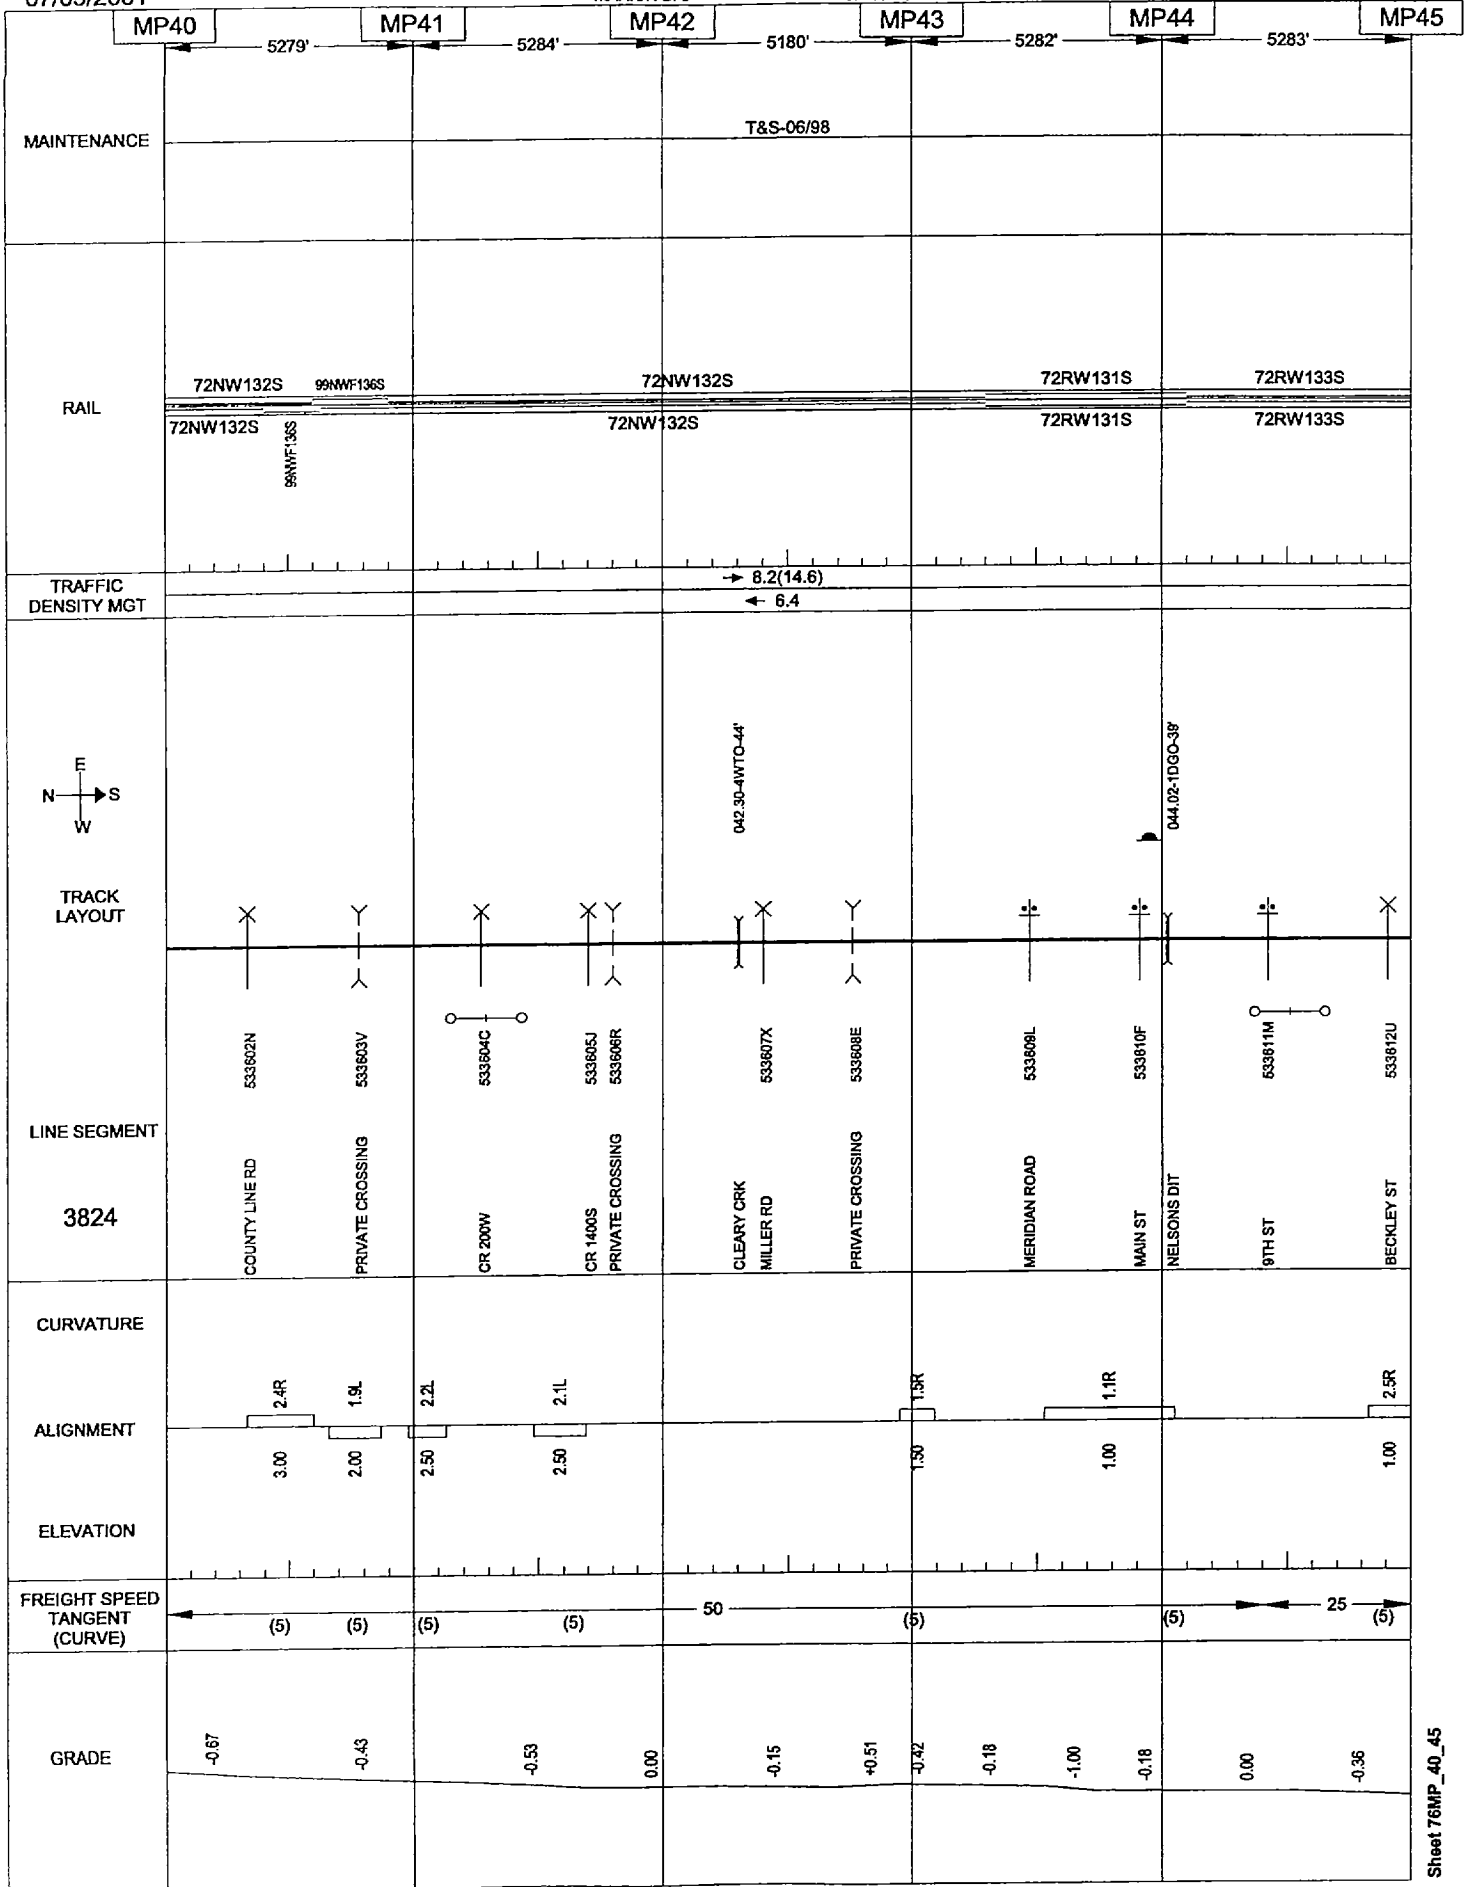 MP40 MP41 MP42 MP43 MP44 MP45
5279' 5284' 5180' 5282' 5283'
MAINTENANCE
T&S-06/98
RAIL
72NW132S 99NWF136S 72NW132S 72RW131S 72RW133S
72NW132S 99NWF136S 72NW132S 72RW131S 72RW133S
TRAFFIC
DENSITY MGT
8.2(14.6)
6.4
E
N S
W
TRACK
LAYOUT
042.30-4WTO-44'
044.02-1DGO-39'
533602N
533603V
533604C
533605J
533606R
533607X
533608E
533609L
533610F
533611M
533612U
LINE SEGMENT
3824
COUNTY LINE RD
PRIVATE CROSSING
CR 200W
CR 1400S
PRIVATE CROSSING
CLEARY CRK
MILLER RD
PRIVATE CROSSING
MERIDIAN ROAD
MAIN ST
NELSONS DIT
9TH ST
BECKLEY ST
CURVATURE
2.4R 1.9L 2.2L 2.1L 1.5R 1.1R 2.5R
ALIGNMENT
3.00 2.00 2.50 2.50 1.50 1.00 1.00
ELEVATION
FREIGHT SPEED
TANGENT
(CURVE)
50 25
(5) (5) (5) (5) (5) (5) (5)
GRADE
-0.67 -0.43 -0.53 0.00 -0.15 +0.51 -0.42 -0.18 -1.00 -0.18 0.00 -0.36
Sheet 76MP_40_45